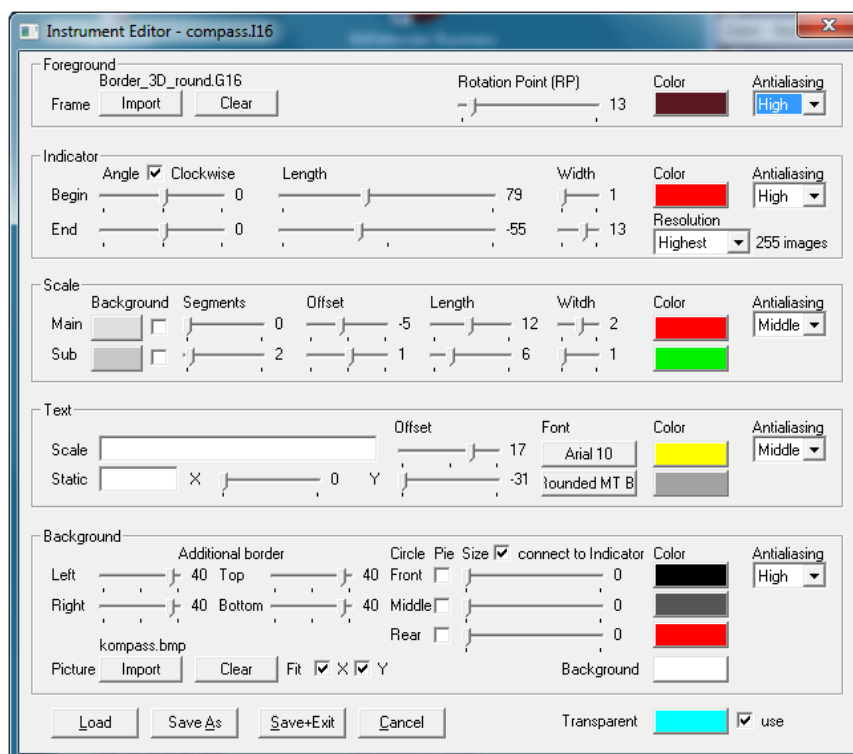 Instrument Editor - compass.I16
Foreground
Border_3D_round.G16
Rotation Point (RP) Color Antialiasing
Frame Import Clear 13 High
Indicator
Angle Clockwise Length Width Color Antialiasing
Begin 0 79 1 High
Resolution
End 0 -55 13 Highest 255 images
Scale
Background Segments Offset Length Witdh Color Antialiasing
Main 0 -5 12 2 Middle
Sub 2 1 6 1
Text
Offset Font Color Antialiasing
Scale 17 Arial 10 Middle
Static X 0 Y -31 Rounded MT B
Background
Additional border Circle Pie Size connect to Indicator Color Antialiasing
Left 40 Top 40 Front 0 High
Right 40 Bottom 40 Middle 0
Rear 0
kompass.bmp
Picture Import Clear Fit X Y Background
Load Save As Save+Exit Cancel Transparent use